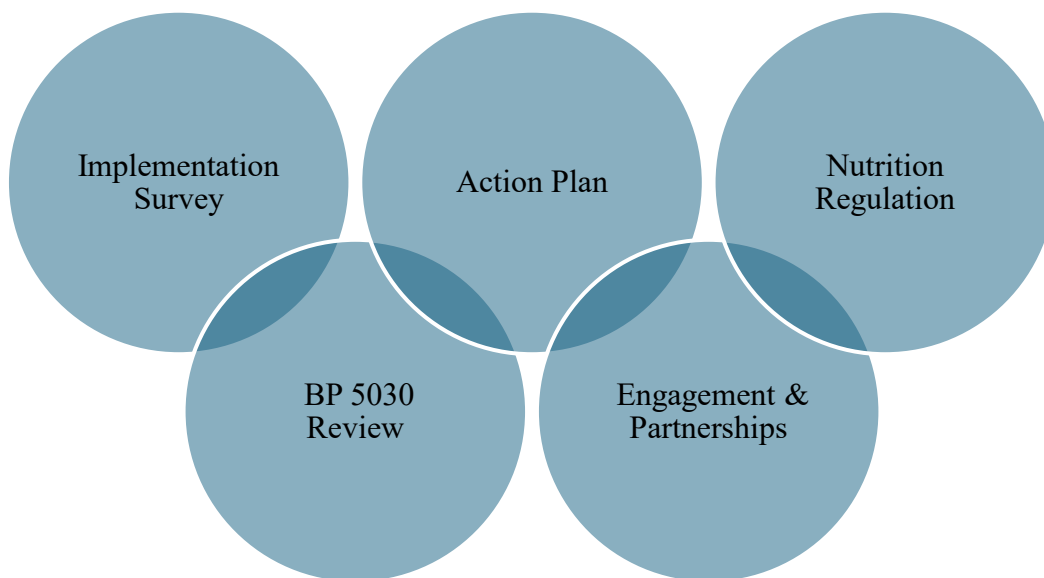 Implementation
Survey
Action Plan
Nutrition
Regulation
BP 5030
Review
Engagement &
Partnerships